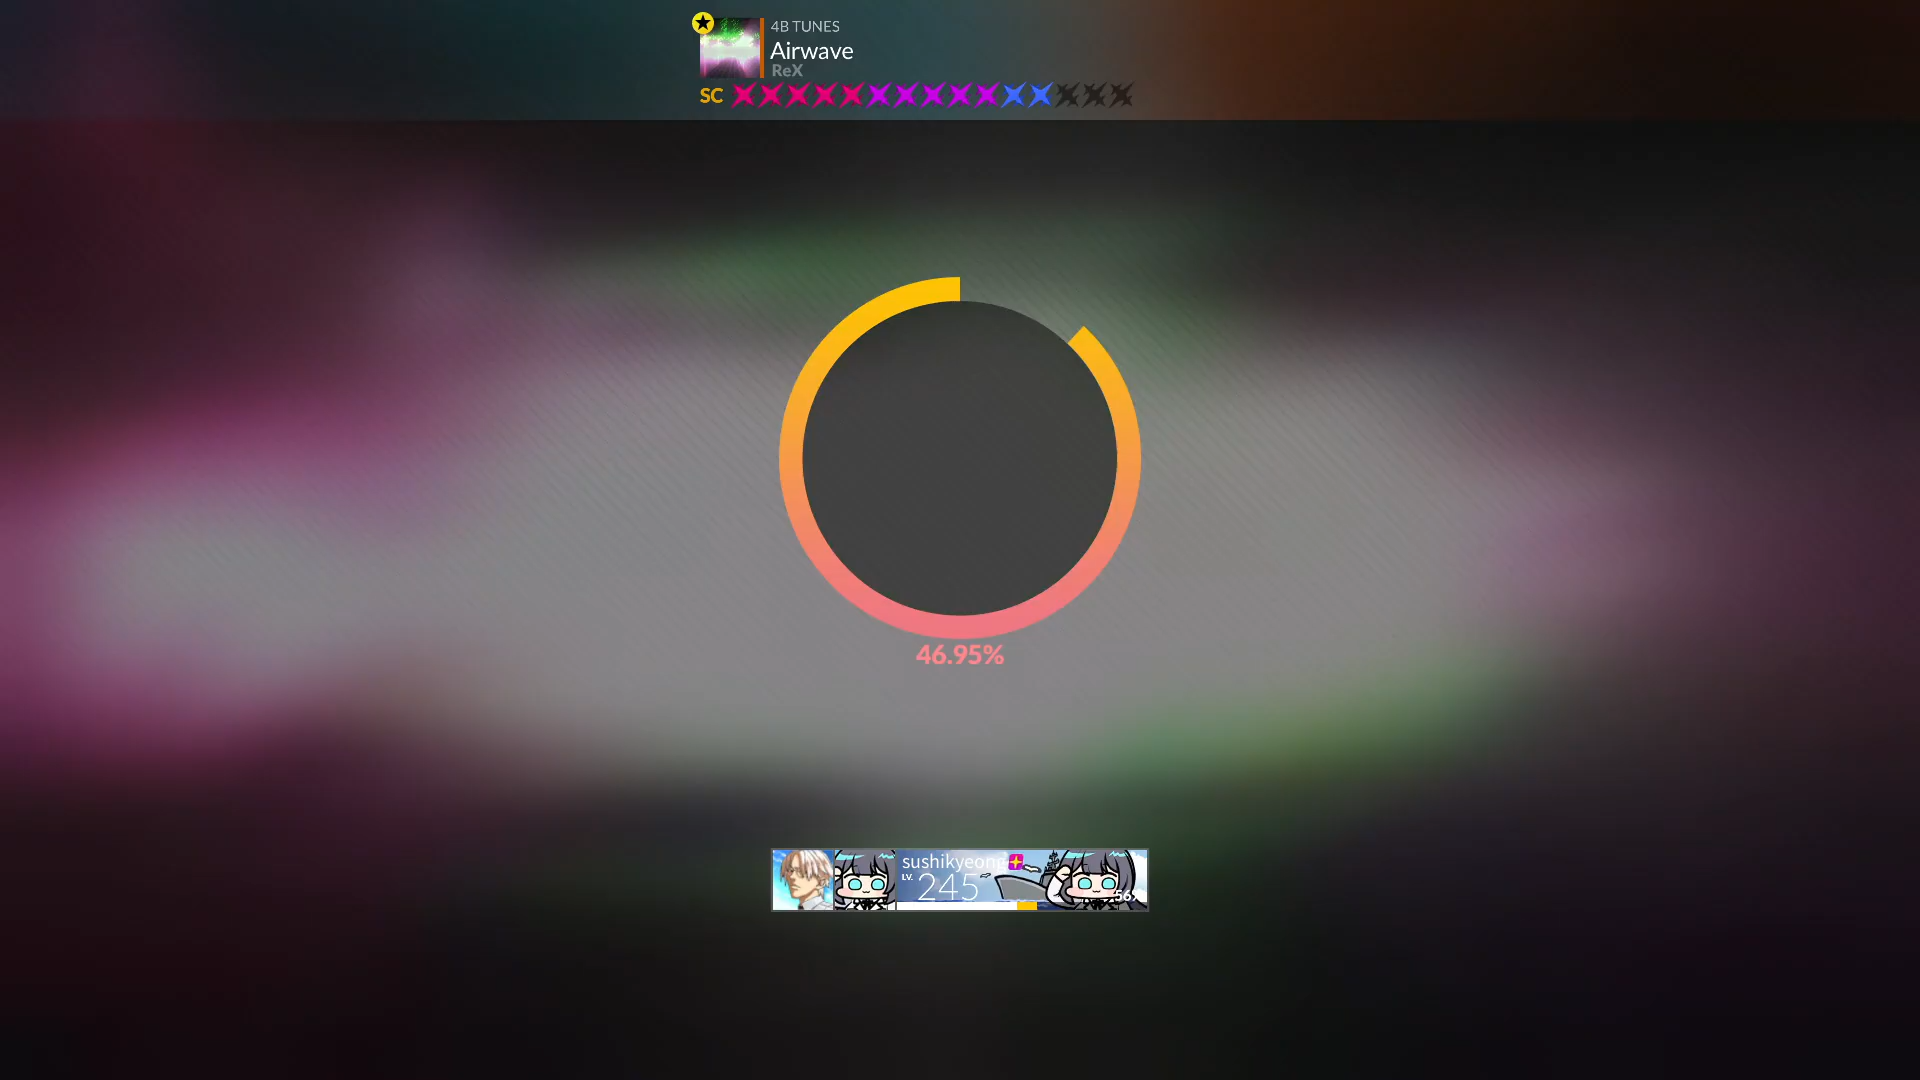 4B TUNES
Airwave
ReX
SC
46.95%
sushikyeong
LV. 245